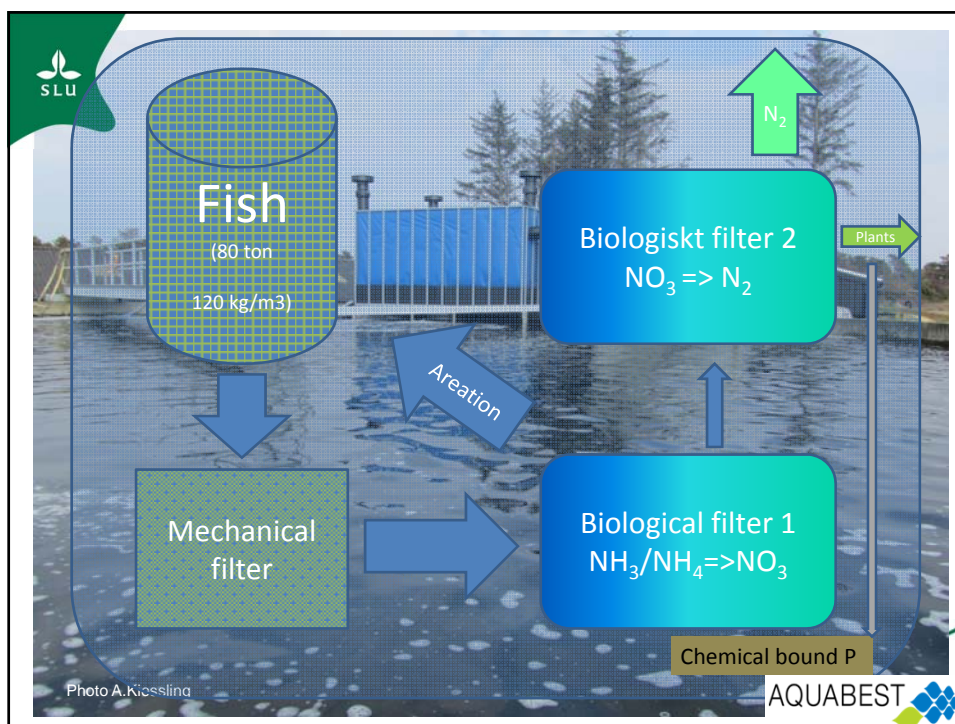 SLU
N₂
Fish
(80 ton
120 kg/m3)
Biologiskt filter 2
NO₃ => N₂
Plants
Areation
Mechanical
filter
Biological filter 1
NH₃/NH₄=>NO₃
Chemical bound P
Photo A.Kiessling
AQUABEST